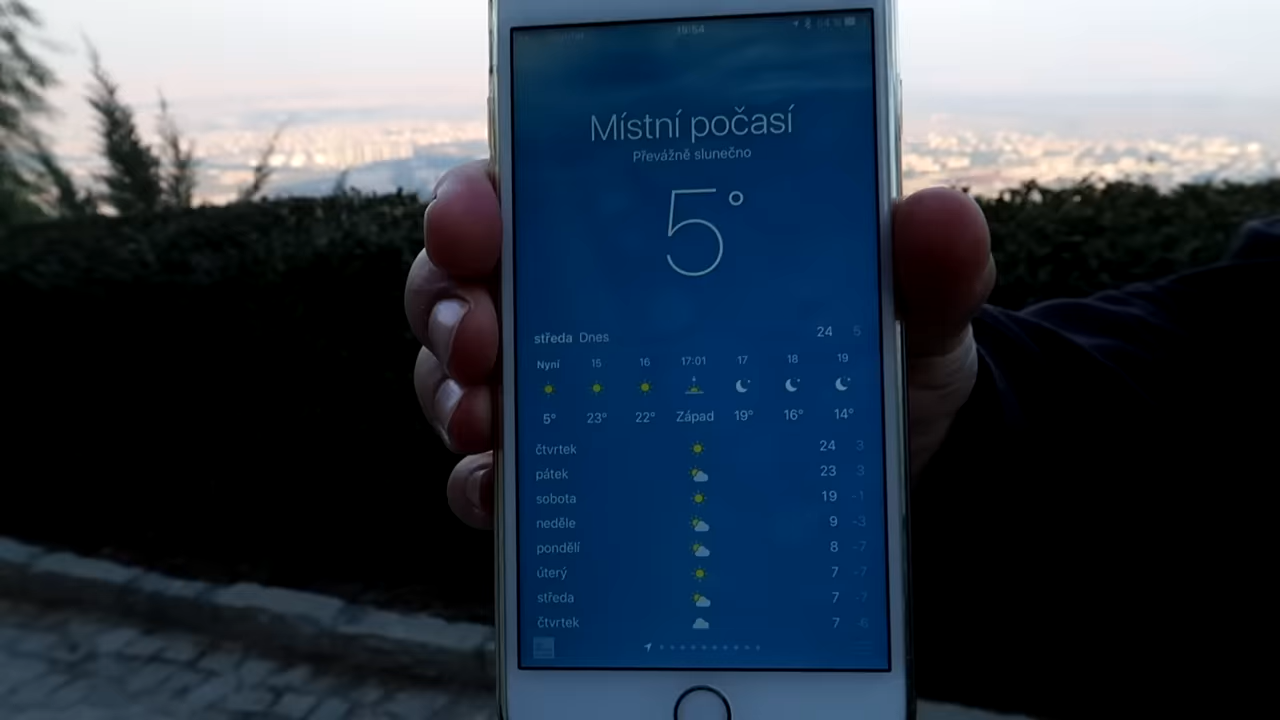 15:54
Místní počasí
Převážně slunečno
5°
středa Dnes 24 5
Nyní 15 16 17:01 17 18 19
5° 23° 22° Západ 19° 16° 14°
čtvrtek 24 3
pátek 23 3
sobota 19 -1
neděle 9 -3
pondělí 8 -7
úterý 7 -7
středa 7 -7
čtvrtek 7 -6